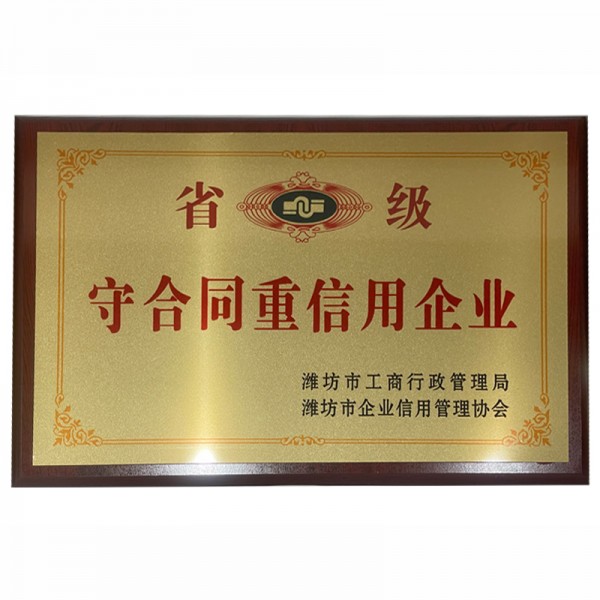 省 级
守合同重信用企业
潍坊市工商行政管理局
潍坊市企业信用管理协会